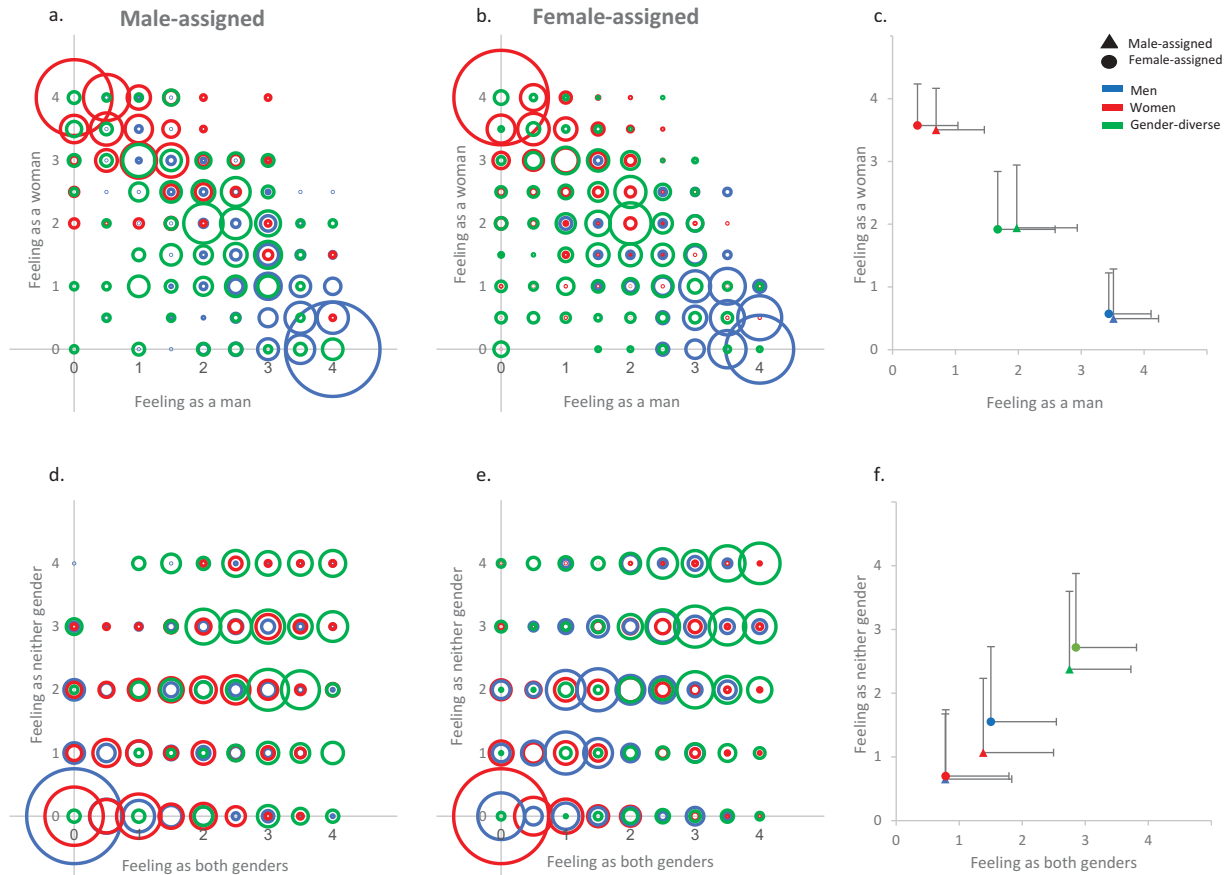 a.
Male-assigned
b.
Female-assigned
c.
Male-assigned
Female-assigned
Men
Women
Gender-diverse
Feeling as a woman
4
3
2
1
0
0 1 2 3 4
Feeling as a man
Feeling as a woman
4
3
2
1
0
0 1 2 3 4
Feeling as a man
Feeling as a woman
4
3
2
1
0
0 1 2 3 4
Feeling as a man
d.
e.
f.
Feeling as neither gender
4
3
2
1
0
0 1 2 3 4
Feeling as both genders
Feeling as neither gender
4
3
2
1
0
0 1 2 3 4
Feeling as both genders
Feeling as neither gender
4
3
2
1
0
0 1 2 3 4
Feeling as both genders